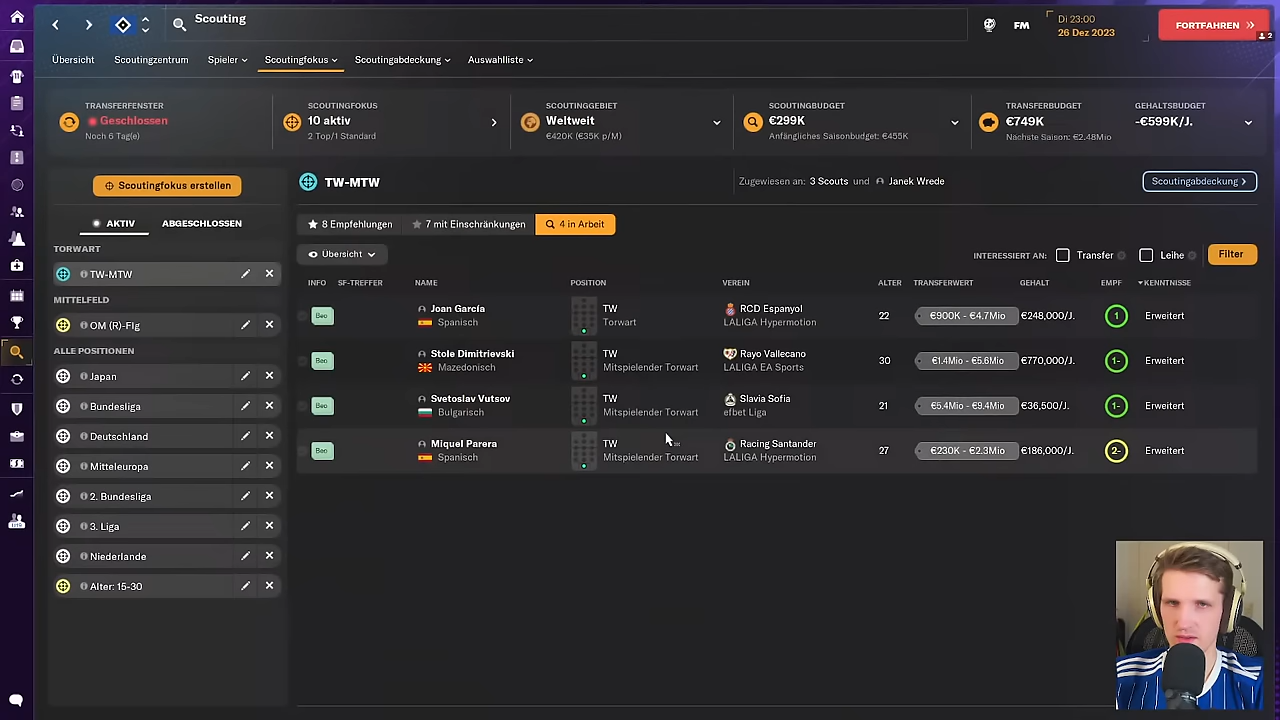 Scouting
FM
Di 23:00
26 Dez 2023
FORTFAHREN
2
Übersicht
Scoutingzentrum
Spieler
Scoutingfokus
Scoutingabdeckung
Auswahlliste
TRANSFERFENSTER
Geschlossen
Noch 6 Tag(e)
SCOUTINGFOKUS
10 aktiv
2 Top/1 Standard
SCOUTINGGEBIET
Weltweit
€420K (€35K p/M)
SCOUTINGBUDGET
€299K
Anfängliches Saisonbudget: €455K
TRANSFERBUDGET
€749K
Nächste Saison: €2.48Mio
GEHALTSBUDGET
-€599K/J.
Scoutingfokus erstellen
AKTIV
ABGESCHLOSSEN
TORWART
TW-MTW
MITTELFELD
OM (R)-Flg
ALLE POSITIONEN
Japan
Bundesliga
Deutschland
Mitteleuropa
2. Bundesliga
3. Liga
Niederlande
Alter: 15-30
TW-MTW
Zugewiesen an: 3 Scouts und Janek Wrede
Scoutingabdeckung
8 Empfehlungen
7 mit Einschränkungen
4 in Arbeit
Übersicht
INTERESSIERT AN:
Transfer
Leihe
Filter
INFO SF-TREFFER NAME POSITION VEREIN ALTER TRANSFERWERT GEHALT EMPF KENNTNISSE
Beo Joan García TW RCD Espanyol 22 €900K - €4.7Mio €248,000/J. 1 Erweitert
Spanisch Torwart LALIGA Hypermotion
Beo Stole Dimitrievski TW Rayo Vallecano 30 €1.4Mio - €5.6Mio €770,000/J. 1- Erweitert
Mazedonisch Mitspielender Torwart LALIGA EA Sports
Beo Svetoslav Vutsov TW Slavia Sofia 21 €5.4Mio - €9.4Mio €36,500/J. 1- Erweitert
Bulgarisch Mitspielender Torwart efbet Liga
Beo Miquel Parera TW Racing Santander 27 €230K - €2.3Mio €186,000/J. 2- Erweitert
Spanisch Mitspielender Torwart LALIGA Hypermotion